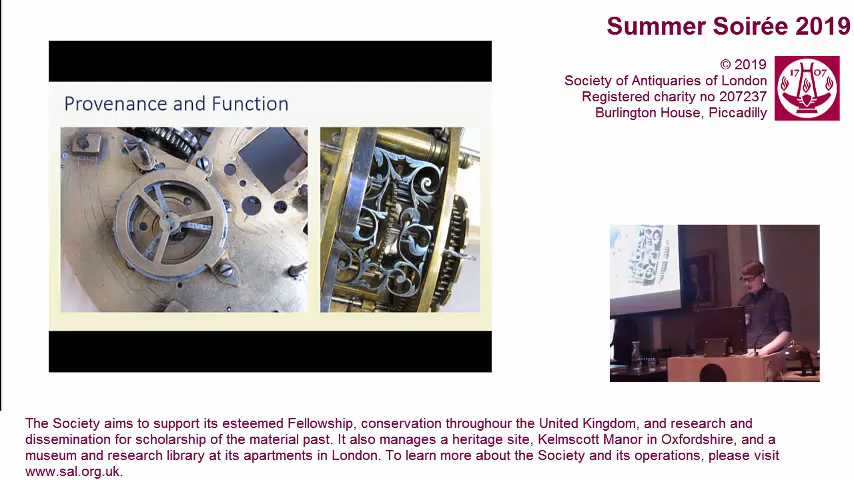 Summer Soirée 2019
© 2019
Society of Antiquaries of London
Registered charity no 207237
Burlington House, Piccadilly
17 07
Provenance and Function
The Society aims to support its esteemed Fellowship, conservation throughour the United Kingdom, and research and
dissemination for scholarship of the material past. It also manages a heritage site, Kelmscott Manor in Oxfordshire, and a
museum and research library at its apartments in London. To learn more about the Society and its operations, please visit
www.sal.org.uk.